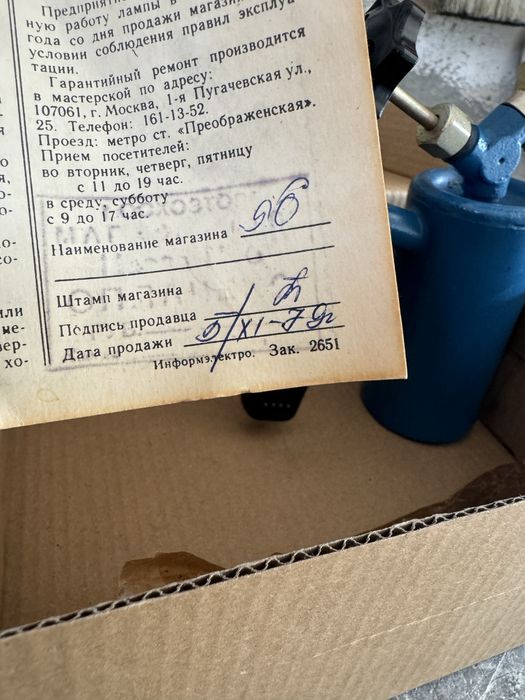 Предприятие
ную работу лампы в
года со дня продажи магази
условии соблюдения правил эксплуа
тации.
Гарантийный ремонт производится
в мастерской по адресу:
107061, г. Москва, 1-я Пугачевская ул.,
25. Телефон: 161-13-52.
Проезд: метро ст. «Преображенская».
Прием посетителей:
во вторник, четверг, пятницу
с 11 до 19 час.
в среду, субботу
с 9 до 17 час.
Наименование магазина 96
Штамп магазина
Подпись продавца
Дата продажи 5/XI-79г
Информэлектро. Зак. 2651